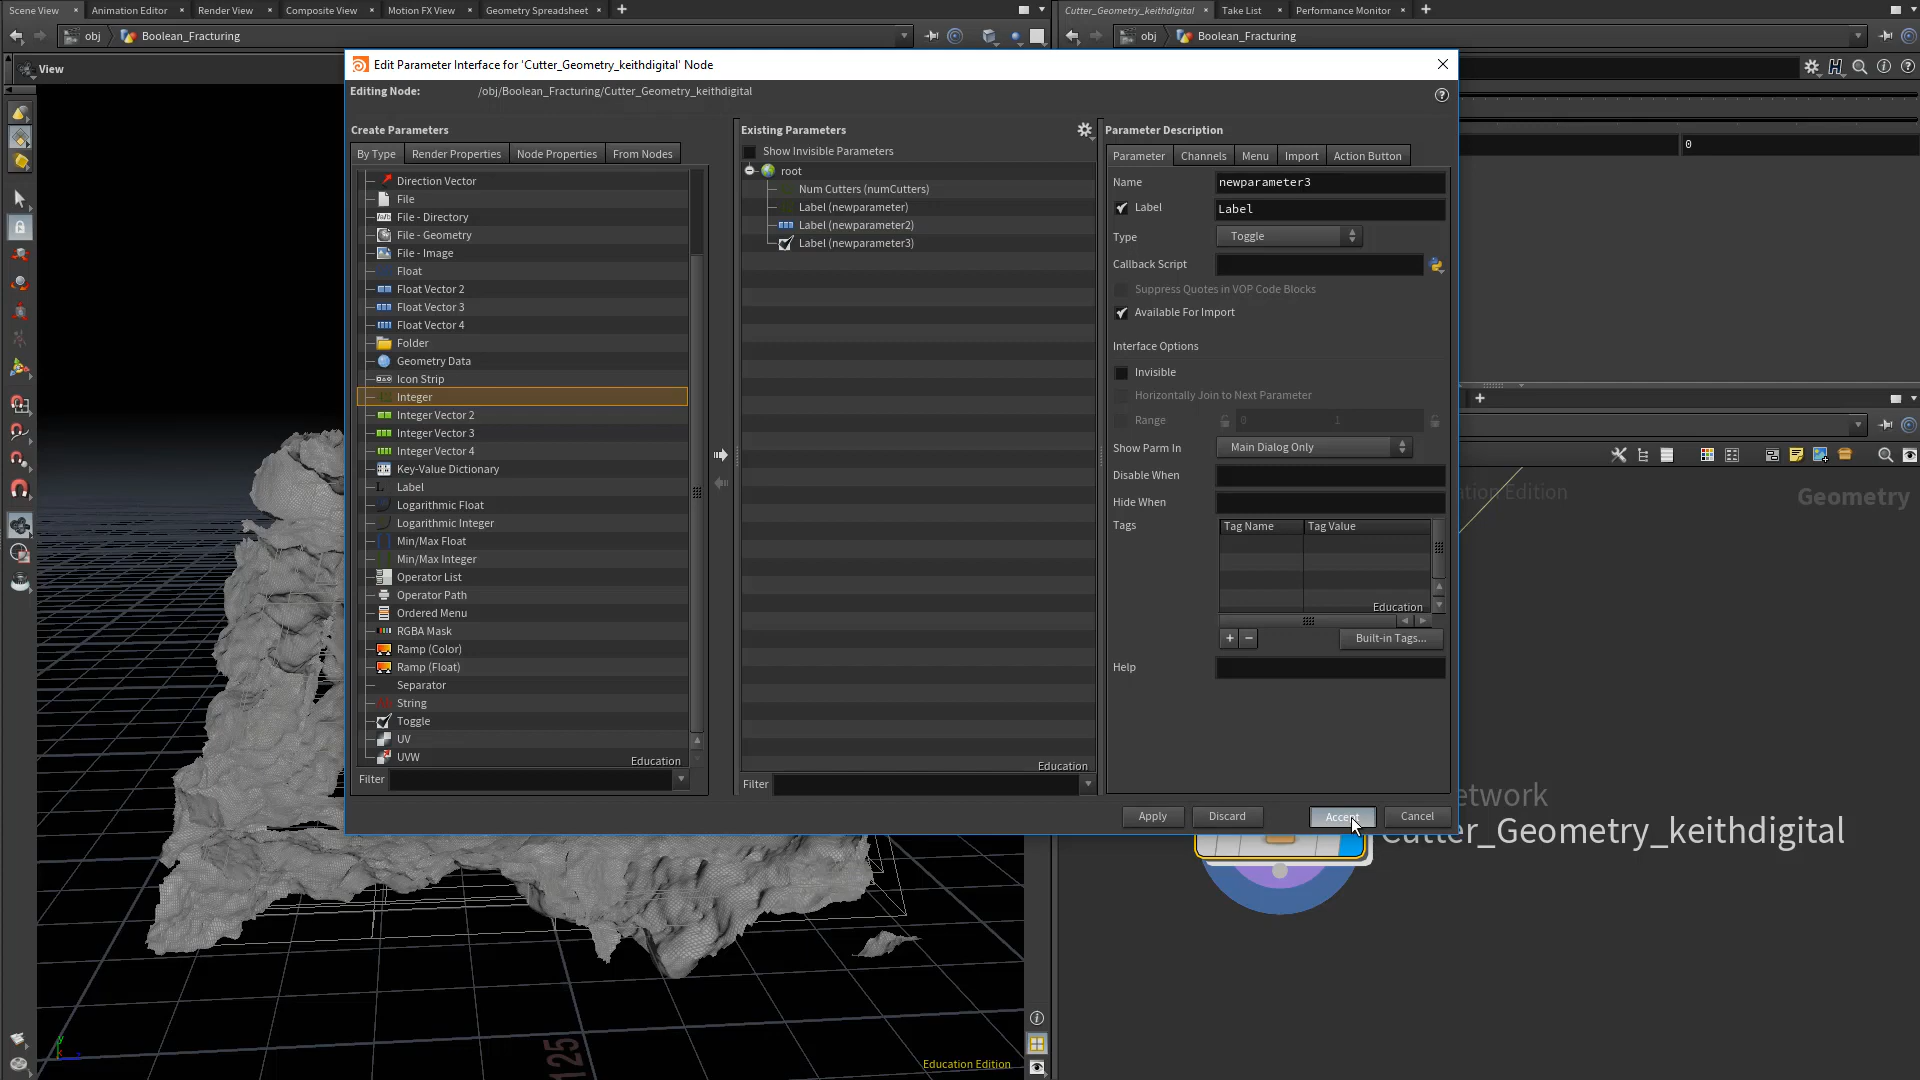 Scene View
Animation Editor
Render View
Composite View
Motion FX View
Geometry Spreadsheet
Cutter_Geometry_keithdigital
Take List
Performance Monitor
obj
Boolean_Fracturing
obj
Boolean_Fracturing
View
Edit Parameter Interface for 'Cutter_Geometry_keithdigital' Node
Editing Node:
/obj/Boolean_Fracturing/Cutter_Geometry_keithdigital
Create Parameters
By Type
Render Properties
Node Properties
From Nodes
Direction Vector
File
File - Directory
File - Geometry
File - Image
Float
Float Vector 2
Float Vector 3
Float Vector 4
Folder
Geometry Data
Icon Strip
Integer
Integer Vector 2
Integer Vector 3
Integer Vector 4
Key-Value Dictionary
Label
Logarithmic Float
Logarithmic Integer
Min/Max Float
Min/Max Integer
Operator List
Operator Path
Ordered Menu
RGBA Mask
Ramp (Color)
Ramp (Float)
Separator
String
Toggle
UV
UVW
Education
Filter
Existing Parameters
Show Invisible Parameters
root
Num Cutters (numCutters)
Label (newparameter)
Label (newparameter2)
Label (newparameter3)
Education
Filter
Parameter Description
Parameter
Channels
Menu
Import
Action Button
Name
newparameter3
Label
Label
Type
Toggle
Callback Script
Suppress Quotes in VOP Code Blocks
Available For Import
Interface Options
Invisible
Horizontally Join to Next Parameter
Range
0
1
Show Parm In
Main Dialog Only
Disable When
Hide When
Tags
Tag Name
Tag Value
Education
+
−
Built-in Tags...
Help
Apply
Discard
Accept
Cancel
0
Edition
Geometry
etwork
Cutter_Geometry_keithdigital
125
y
Education Edition